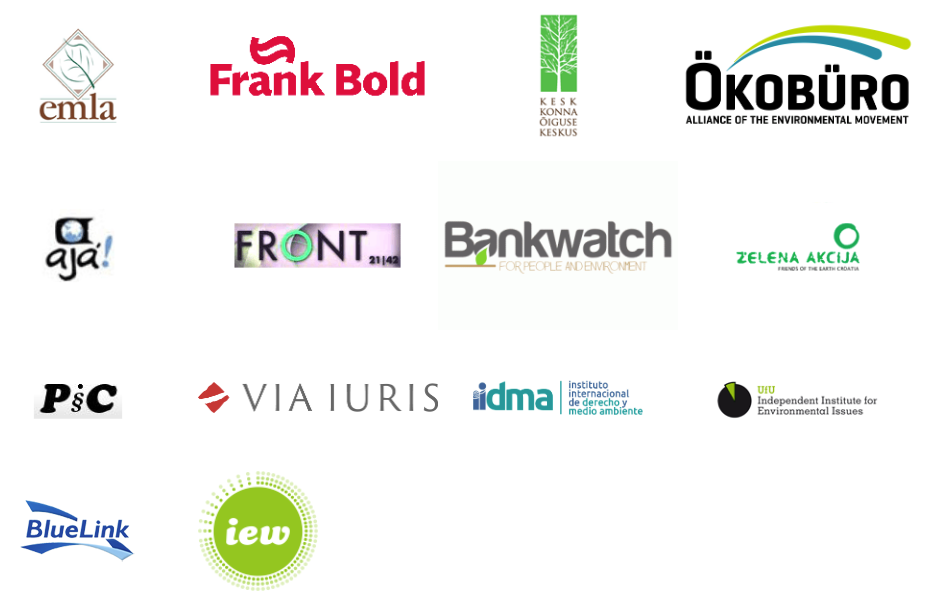 emla
Frank Bold
KESK
KONNA
ÕIGUSE
KESKUS
ÖKOBÜRO
ALLIANCE OF THE ENVIRONMENTAL MOVEMENT
ajá!
FRONT
21|42
Bankwatch
FOR PEOPLE AND ENVIRONMENT
ZELENA AKCIJA
FRIENDS OF THE EARTH CROATIA
P§C
VIA IURIS
iidma
instituto
internacional
de derecho y
medio ambiente
UfU
Independent Institute for
Environmental Issues
BlueLink
iew